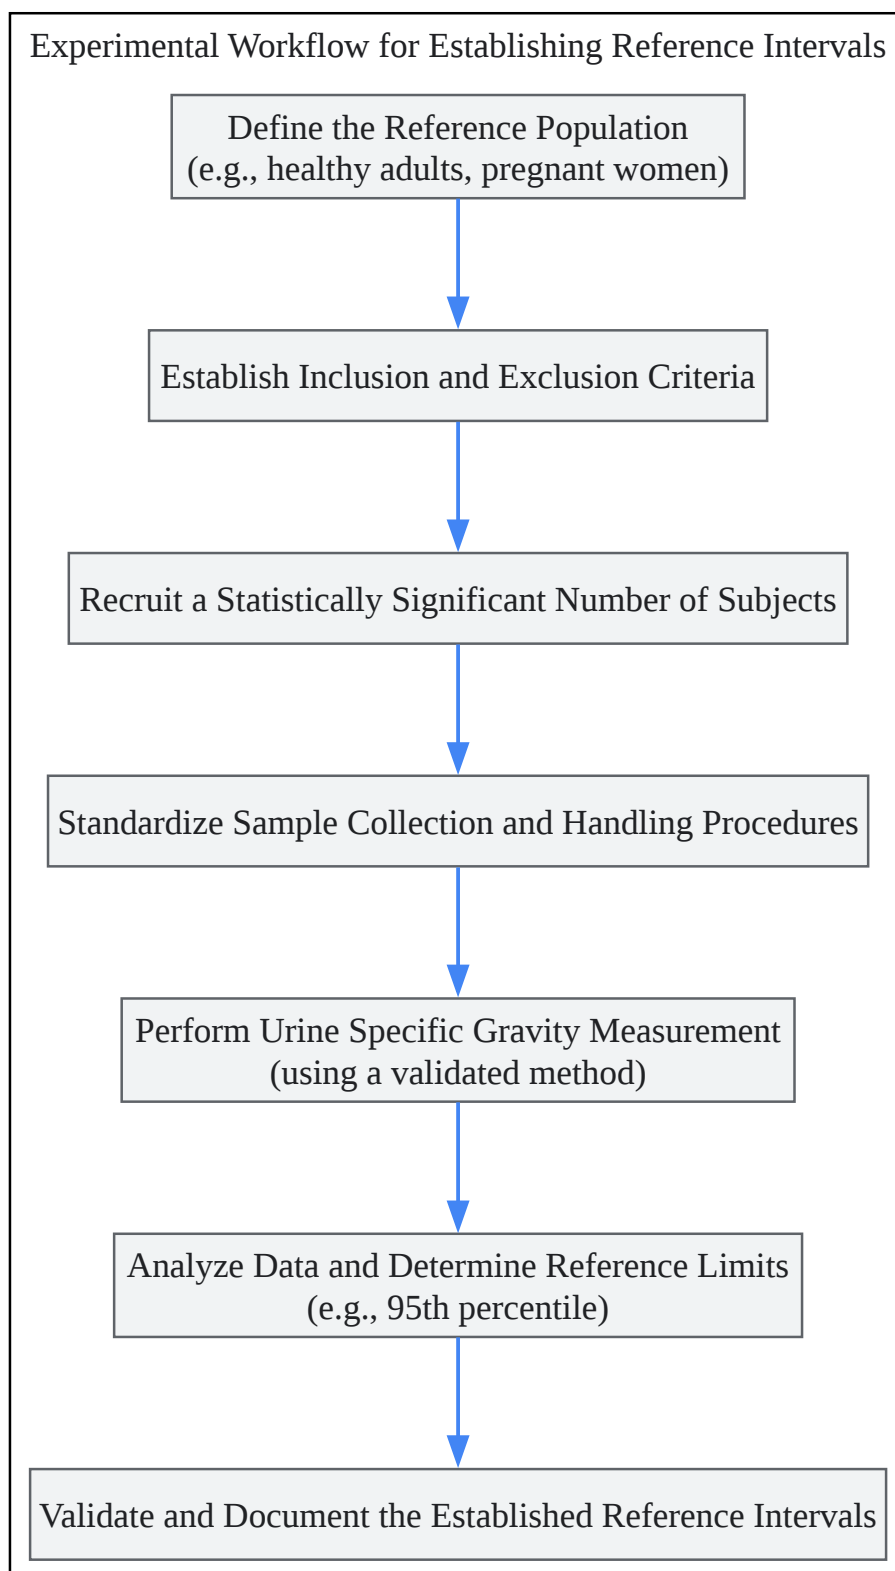 Experimental Workflow for Establishing Reference Intervals
Define the Reference Population
(e.g., healthy adults, pregnant women)
Establish Inclusion and Exclusion Criteria
Recruit a Statistically Significant Number of Subjects
Standardize Sample Collection and Handling Procedures
Perform Urine Specific Gravity Measurement
(using a validated method)
Analyze Data and Determine Reference Limits
(e.g., 95th percentile)
Validate and Document the Established Reference Intervals